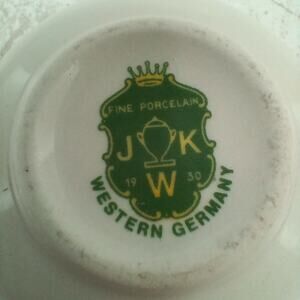 FINE PORCELAIN
J K
19 W 30
WESTERN GERMANY